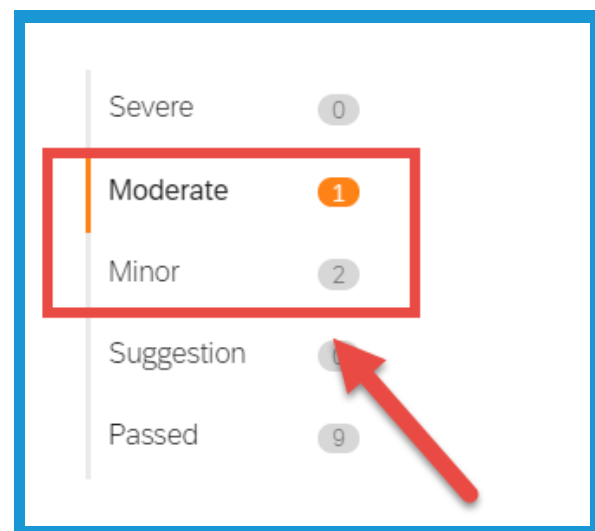 Severe 0
Moderate 1
Minor 2
Suggestion
Passed 9